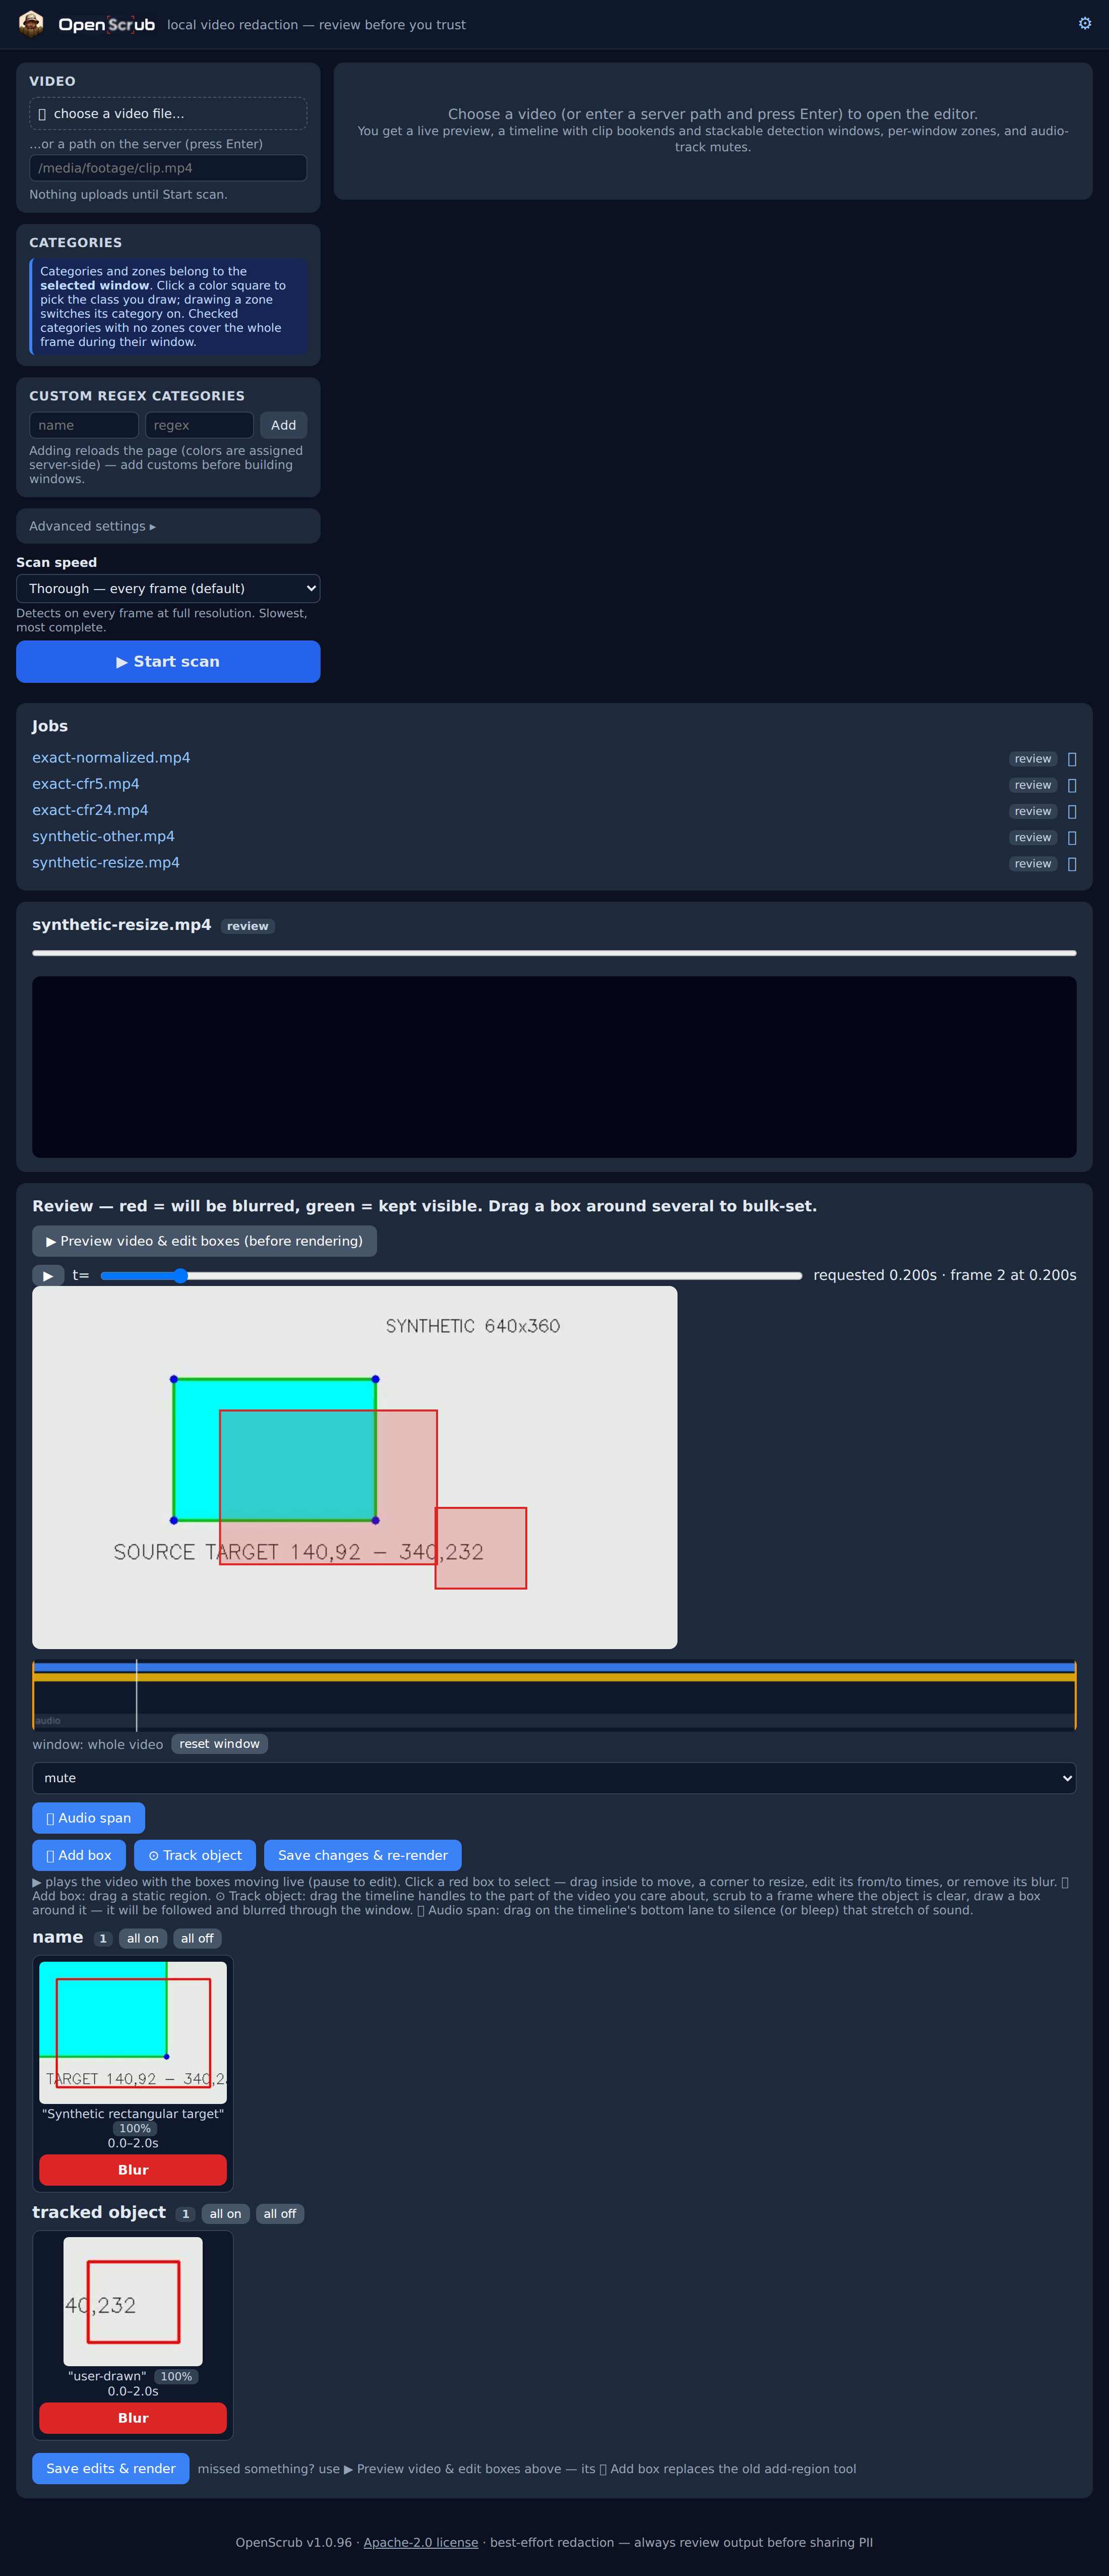 OpenScrub local video redaction — review before you trust
VIDEO
choose a video file…
…or a path on the server (press Enter)
/media/footage/clip.mp4
Nothing uploads until Start scan.
Choose a video (or enter a server path and press Enter) to open the editor.
You get a live preview, a timeline with clip bookends and stackable detection windows, per-window zones, and audio-
track mutes.
CATEGORIES
Categories and zones belong to the
selected window. Click a color square to
pick the class you draw; drawing a zone
switches its category on. Checked
categories with no zones cover the whole
frame during their window.
CUSTOM REGEX CATEGORIES
name regex Add
Adding reloads the page (colors are assigned
server-side) — add customs before building
windows.
Advanced settings ▸
Scan speed
Thorough — every frame (default)
Detects on every frame at full resolution. Slowest,
most complete.
▶ Start scan
Jobs
exact-normalized.mp4 review
exact-cfr5.mp4 review
exact-cfr24.mp4 review
synthetic-other.mp4 review
synthetic-resize.mp4 review
synthetic-resize.mp4 review
Review — red = will be blurred, green = kept visible. Drag a box around several to bulk-set.
▶ Preview video & edit boxes (before rendering)
▶ t= requested 0.200s · frame 2 at 0.200s
SYNTHETIC 640x360
SOURCE TARGET 140,92 – 340,232
audio
window: whole video reset window
mute
Audio span
Add box ⊙ Track object Save changes & re-render
▶ plays the video with the boxes moving live (pause to edit). Click a red box to select — drag inside to move, a corner to resize, edit its from/to times, or remove its blur.
Add box: drag a static region. ⊙ Track object: drag the timeline handles to the part of the video you care about, scrub to a frame where the object is clear, draw a box
around it — it will be followed and blurred through the window. Audio span: drag on the timeline's bottom lane to silence (or bleep) that stretch of sound.
name 1 all on all off
TARGET 140,92 – 340,2
"Synthetic rectangular target"
100%
0.0–2.0s
Blur
tracked object 1 all on all off
40,232
"user-drawn" 100%
0.0–2.0s
Blur
Save edits & render missed something? use ▶ Preview video & edit boxes above — its Add box replaces the old add-region tool
OpenScrub v1.0.96 · Apache-2.0 license · best-effort redaction — always review output before sharing PII